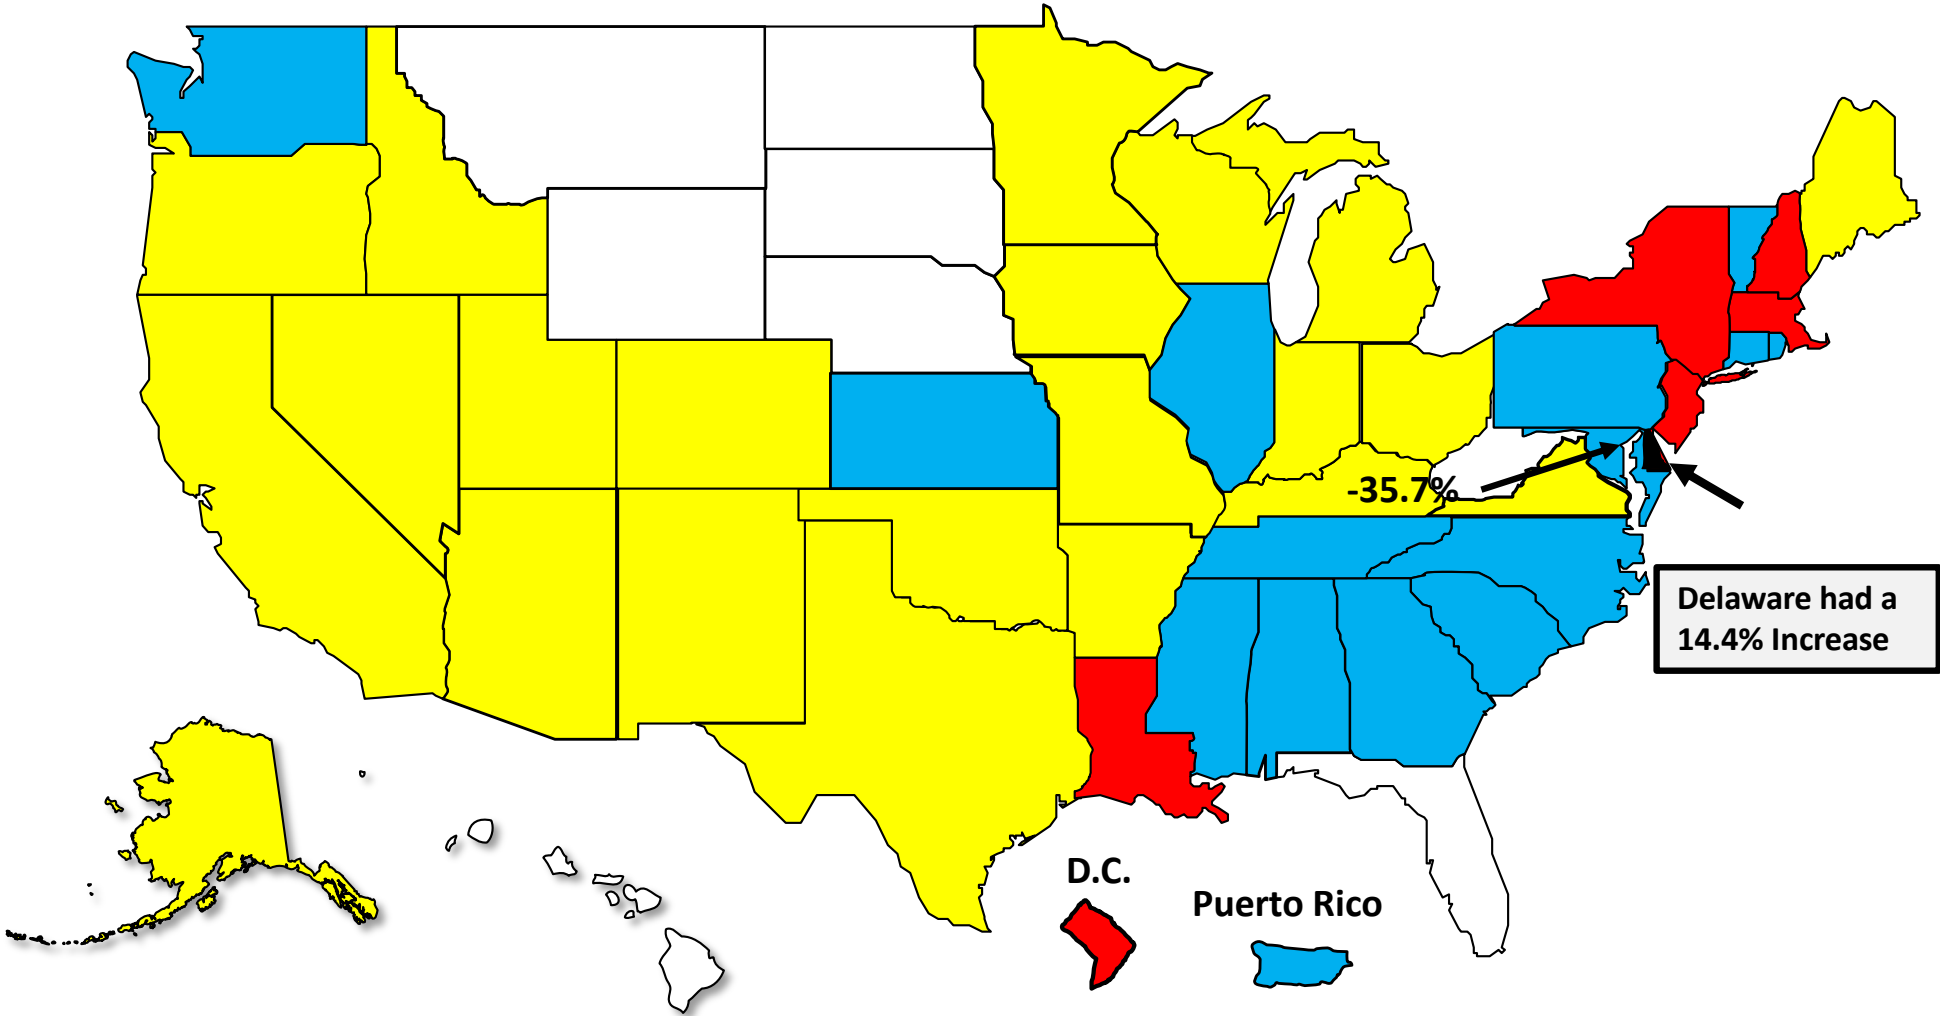 -35.7%
Delaware had a
14.4% Increase
D.C.
Puerto Rico